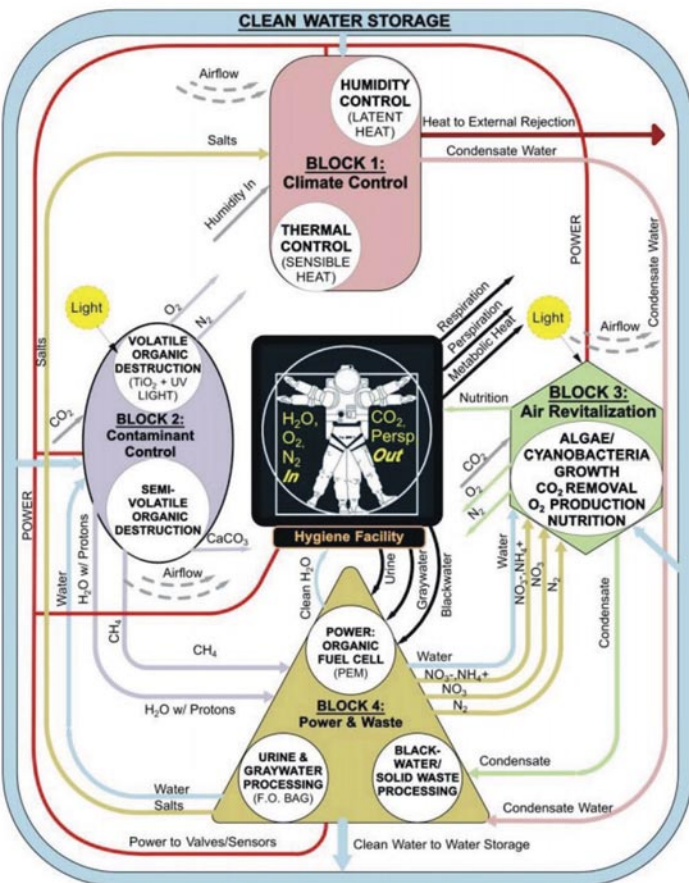 CLEAN WATER STORAGE
Airflow
HUMIDITY
CONTROL
(LATENT
HEAT)
Heat to External Rejection
Salts
BLOCK 1:
Climate Control
Condensate Water
Humidity In
THERMAL
CONTROL
(SENSIBLE
HEAT)
POWER
Condensate Water
Light
O2
N2
Respiration
Perspiration
Metabolic Heat
Light
Airflow
Salts
VOLATILE
ORGANIC
DESTRUCTION
(TiO2 + UV
LIGHT)
CO2
BLOCK 2:
Contaminant
Control
H2O,
O2,
N2
In
CO2,
Persp
Out
Nutrition
BLOCK 3:
Air Revitalization
ALGAE/
CYANOBACTERIA
GROWTH
CO2 REMOVAL
O2 PRODUCTION
NUTRITION
CO2
O2
N2
SEMI-
VOLATILE
ORGANIC
DESTRUCTION
CaCO3
Hygiene Facility
POWER
Water
H2O w/ Protons
Airflow
CH4
Clean H2O
Urine
Graywater
Blackwater
Water
NO3-,NH4+
NO3
N2
Condensate
POWER:
ORGANIC
FUEL CELL
(PEM)
CH4
Water
NO3-,NH4+
NO3
N2
H2O w/ Protons
BLOCK 4:
Power & Waste
URINE &
GRAYWATER
PROCESSING
(F.O. BAG)
BLACK-
WATER/
SOLID WASTE
PROCESSING
Condensate
Water
Salts
Condensate Water
Power to Valves/Sensors
Clean Water to Water Storage